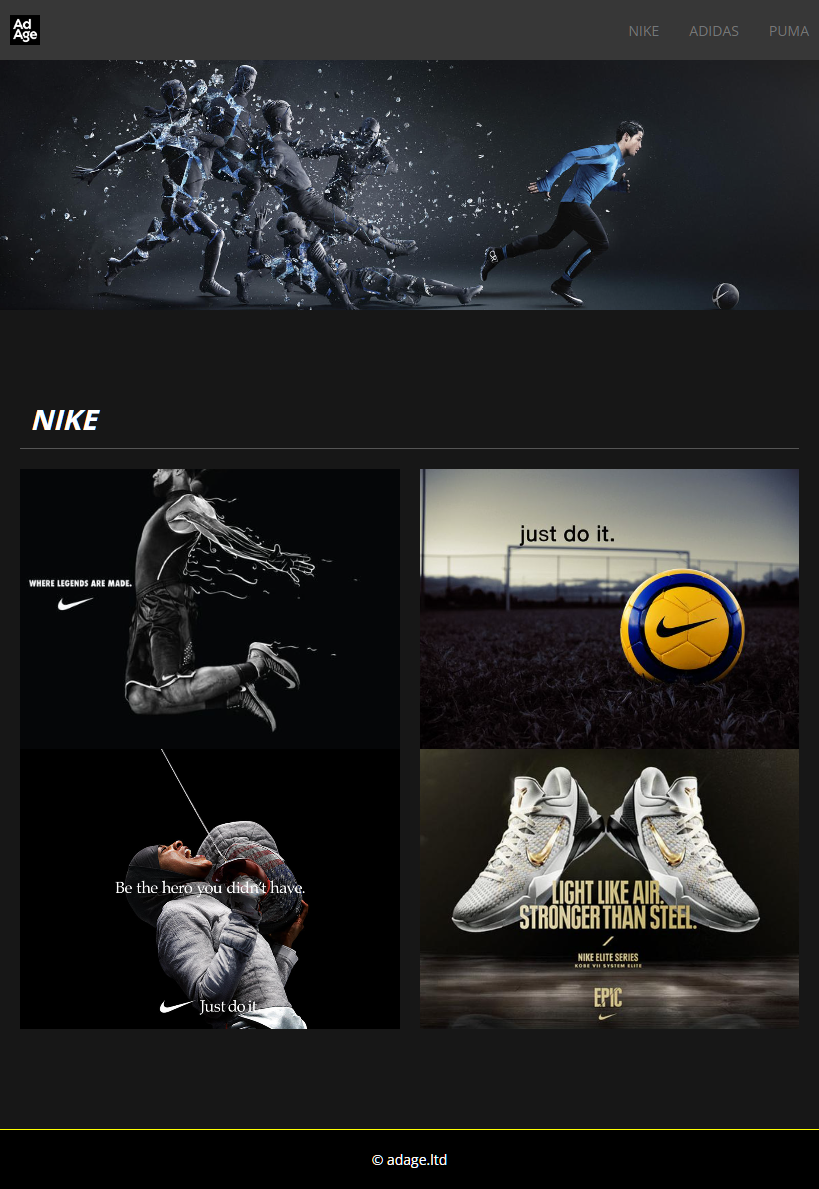 Ad
Age
NIKE
ADIDAS
PUMA
NIKE
WHERE LEGENDS ARE MADE.
just do it.
Be the hero you didn't have.
Just do it.
LIGHT LIKE AIR.
STRONGER THAN STEEL.
NIKE ELITE SERIES
KOBE VII SYSTEM ELITE
EPIC
© adage.ltd